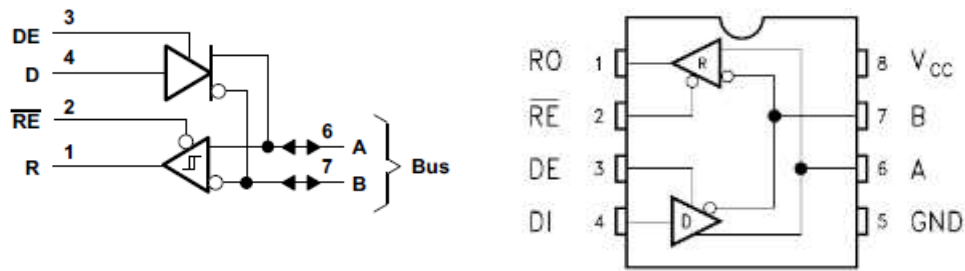 DE 3
D 4
RE 2
R 1
6 A
7 B
Bus
RO 1
RE 2
DE 3
DI 4
8 VCC
7 B
6 A
5 GND
R
D